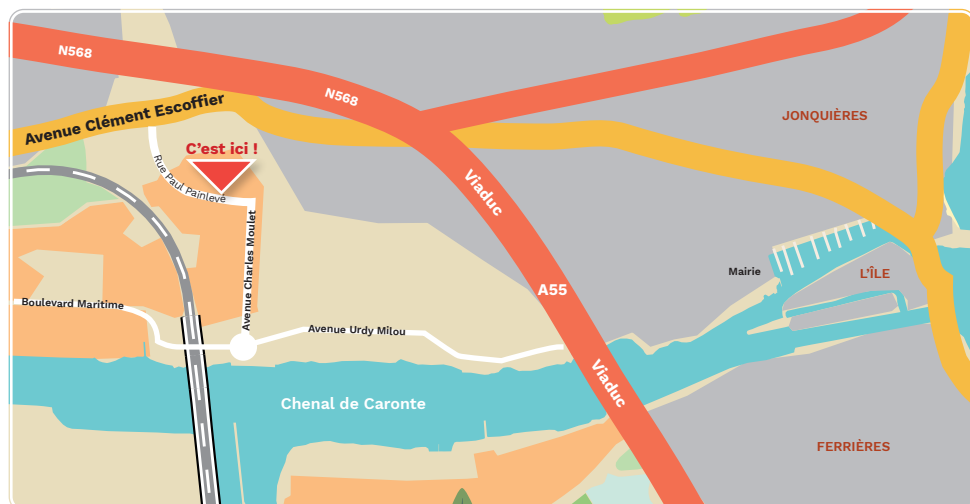 N568
N568
Avenue Clément Escoffier
JONQUIÈRES
C'est ici !
Rue Paul Painlevé
Viaduc
Avenue Charles Moulet
Mairie
L'ÎLE
A55
Boulevard Maritime
Avenue Urdy Milou
Viaduc
Chenal de Caronte
FERRIÈRES